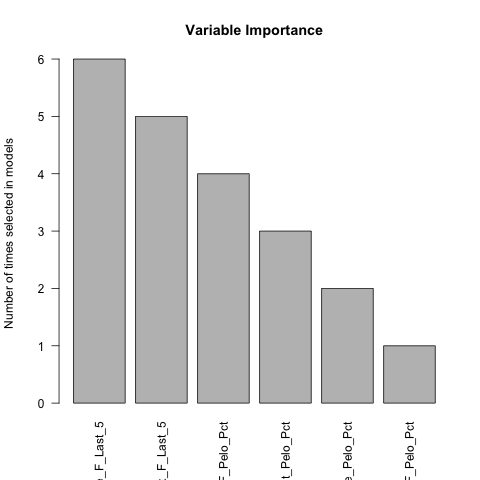 Variable Importance
Number of times selected in models
6
5
4
3
2
1
0
_F_Last_5
_F_Last_5
F_Pelo_Pct
t_Pelo_Pct
e_Pelo_Pct
F_Pelo_Pct